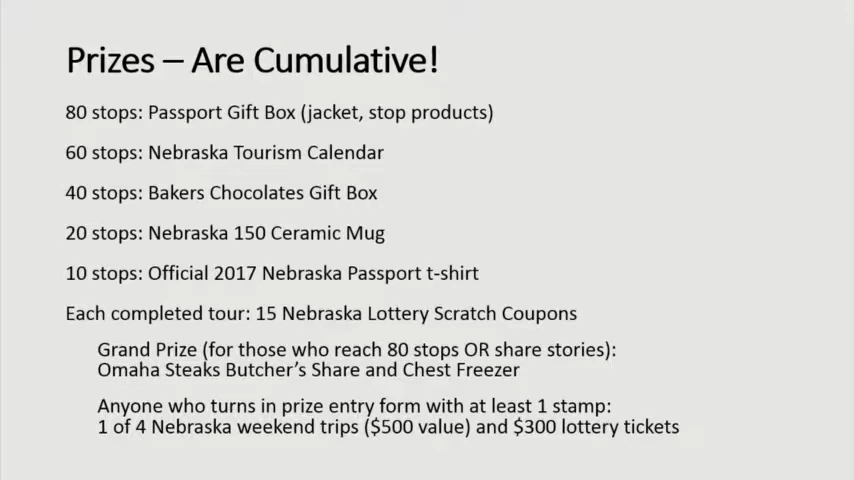 Prizes – Are Cumulative!
80 stops: Passport Gift Box (jacket, stop products)
60 stops: Nebraska Tourism Calendar
40 stops: Bakers Chocolates Gift Box
20 stops: Nebraska 150 Ceramic Mug
10 stops: Official 2017 Nebraska Passport t-shirt
Each completed tour: 15 Nebraska Lottery Scratch Coupons
Grand Prize (for those who reach 80 stops OR share stories):
Omaha Steaks Butcher’s Share and Chest Freezer
Anyone who turns in prize entry form with at least 1 stamp:
1 of 4 Nebraska weekend trips ($500 value) and $300 lottery tickets